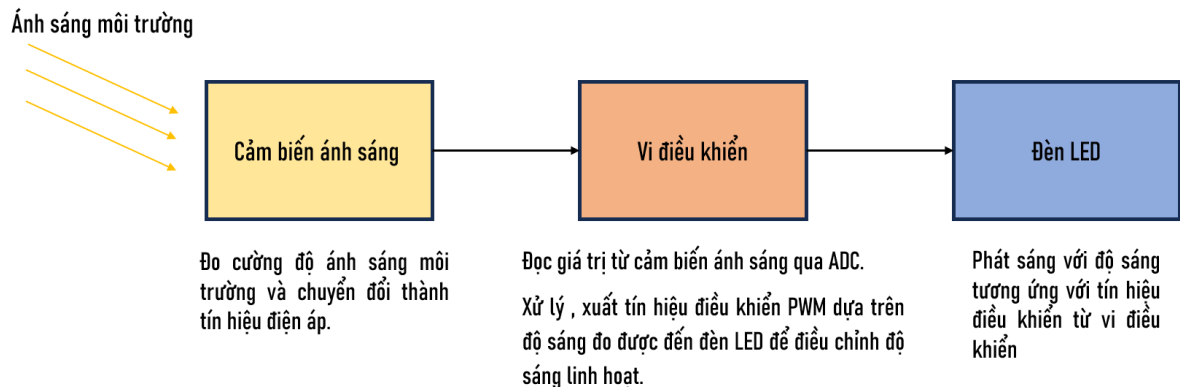 Ánh sáng môi trường
Cảm biến ánh sáng
Vi điều khiển
Đèn LED
Đo cường độ ánh sáng môi
trường và chuyển đổi thành
tín hiệu điện áp.
Đọc giá trị từ cảm biến ánh sáng qua ADC.
Xử lý , xuất tín hiệu điều khiển PWM dựa trên
độ sáng đo được đến đèn LED để điều chỉnh độ
sáng linh hoạt.
Phát sáng với độ sáng
tương ứng với tín hiệu
điều khiển từ vi điều
khiển